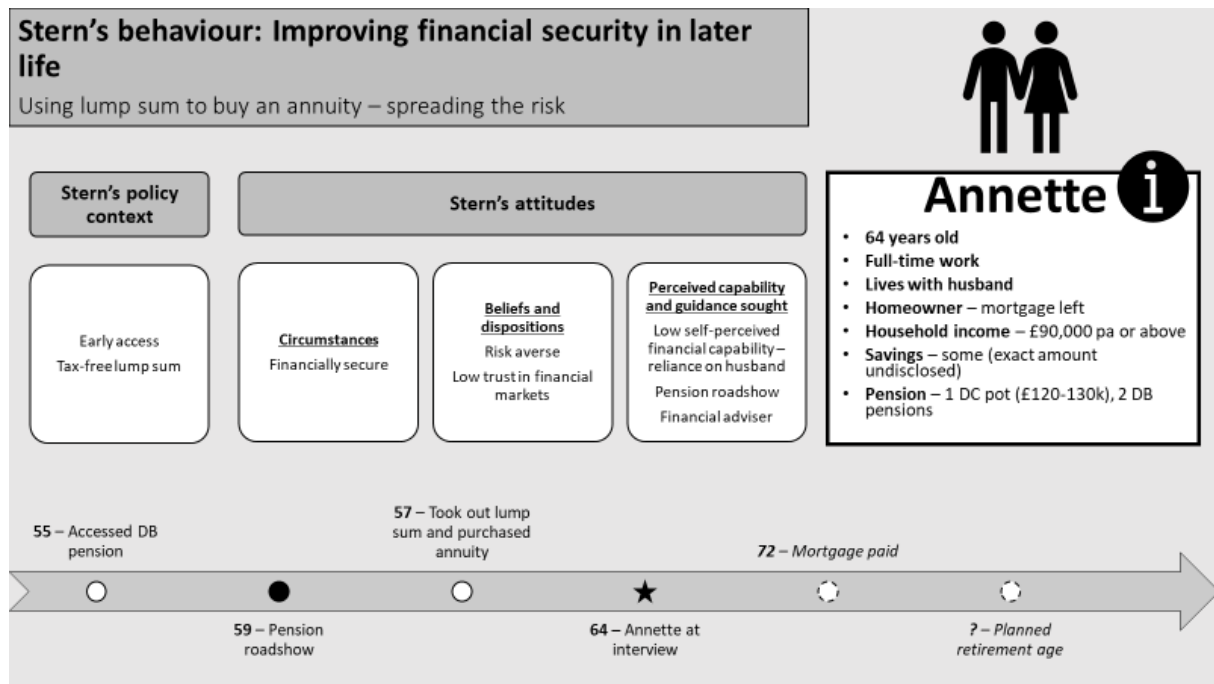 Stern's behaviour: Improving financial security in later
life
Using lump sum to buy an annuity – spreading the risk
Stern's policy
context
Stern's attitudes
Early access
Tax-free lump sum
Circumstances
Financially secure
Beliefs and
dispositions
Risk averse
Low trust in financial
markets
Perceived capability
and guidance sought
Low self-perceived
financial capability –
reliance on husband
Pension roadshow
Financial adviser
Annette
i
• 64 years old
• Full-time work
• Lives with husband
• Homeowner – mortgage left
• Household income – £90,000 pa or above
• Savings – some (exact amount
undisclosed)
• Pension – 1 DC pot (£120-130k), 2 DB
pensions
55 – Accessed DB
pension
59 – Pension
roadshow
57 – Took out lump
sum and purchased
annuity
64 – Annette at
interview
72 – Mortgage paid
? – Planned
retirement age